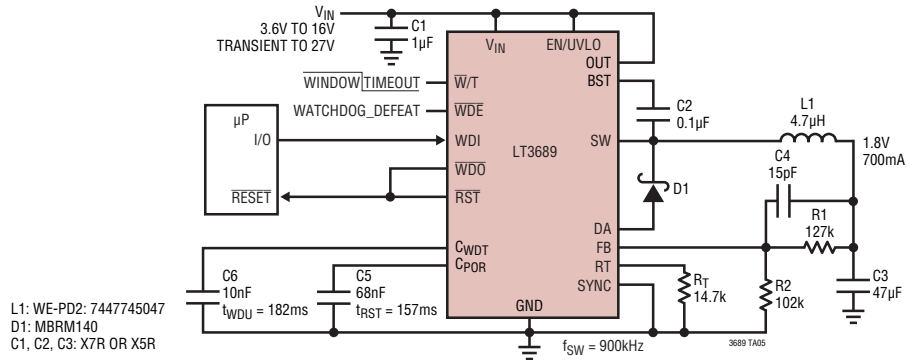 VIN
3.6V TO 16V
TRANSIENT TO 27V
C1
1µF
VIN
EN/UVLO
OUT
BST
WINDOW TIMEOUT
W/T
WATCHDOG_DEFEAT
WDE
µP
I/O
WDI
LT3689
SW
C2
0.1µF
L1
4.7µH
1.8V
700mA
WDO
RESET
RST
D1
C4
15pF
R1
127k
DA
FB
CWDT
CPOR
RT
SYNC
GND
RT
14.7k
R2
102k
C3
47µF
C6
10nF
tWDU = 182ms
C5
68nF
tRST = 157ms
fSW = 900kHz
3689 TA05
L1: WE-PD2: 7447745047
D1: MBRM140
C1, C2, C3: X7R OR X5R